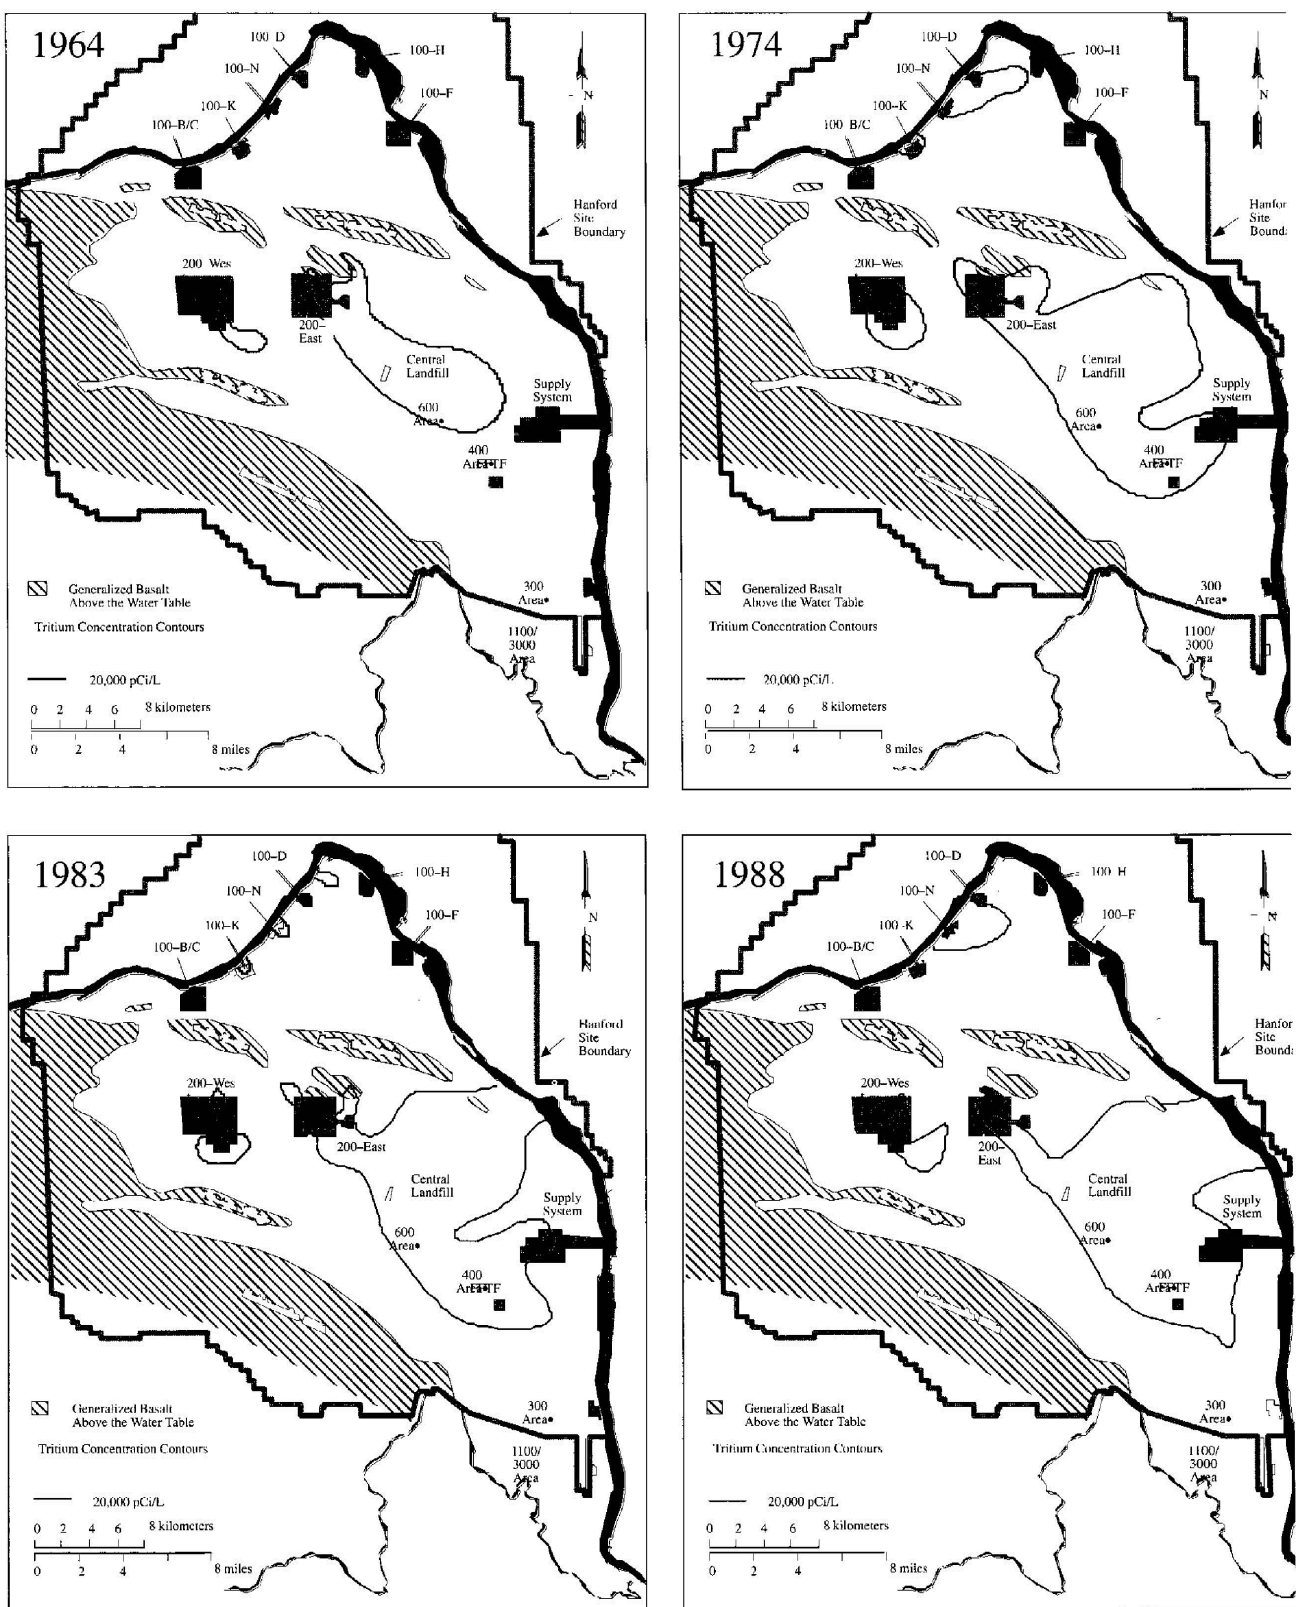 1964
100-D
100-H
100-N
100-K
100-F
100-B/C
N
Hanford
Site
Boundary
200-Wes
200-
East
Central
Landfill
Supply
System
600
Area
400
Area
FFTF
300
Area
Generalized Basalt
Above the Water Table
Tritium Concentration Contours
1100/
3000
Area
20,000 pCi/L
0 2 4 6 8 kilometers
0 2 4 8 miles
1974
100-D
100-H
100-N
100-K
100-F
100 B/C
N
Hanfor
Site
Bound
200-Wes
200-East
Central
Landfill
Supply
System
600
Area
400
Area
FFTF
300
Area
Generalized Basalt
Above the Water Table
Tritium Concentration Contours
1100/
3000
Area
20,000 pCi/L
0 2 4 6 8 kilometers
0 2 4 8 miles
1983
100-D
100-H
100-N
100-K
100-F
100-B/C
N
Hanford
Site
Boundary
200-Wes
200-East
Central
Landfill
Supply
System
600
Area
400
Area
FFTF
300
Area
Generalized Basalt
Above the Water Table
Tritium Concentration Contours
1100/
3000
Area
20,000 pCi/L
0 2 4 6 8 kilometers
0 2 4 8 miles
1988
100-D
100-H
100-N
100-K
100-F
100-B/C
Hanfor
Site
Bound
200-Wes
200-
East
Central
Landfill
Supply
System
600
Area
400
Area
FFTF
300
Area
Generalized Basalt
Above the Water Table
Tritium Concentration Contours
1100/
3000
Area
20,000 pCi/L
0 2 4 6 8 kilometers
0 2 4 8 miles